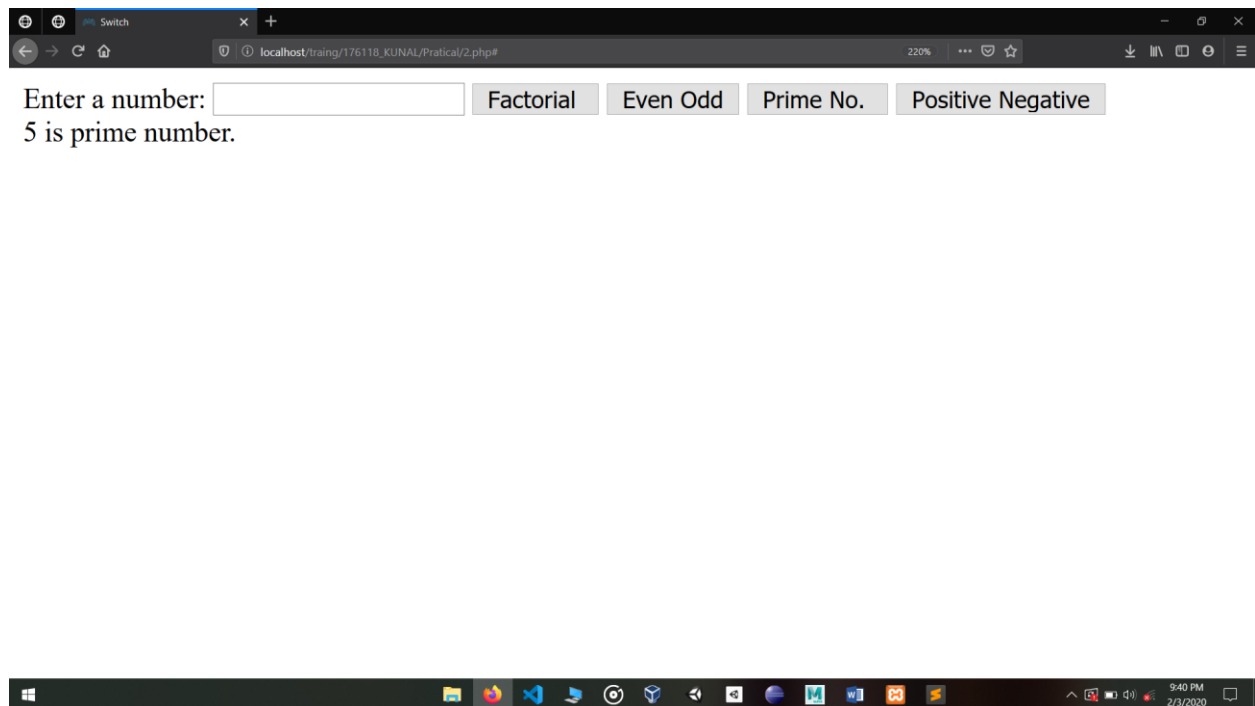 Switch
localhost/traing/176118_KUNAL/Pratical/2.php#
220%
Enter a number: Factorial Even Odd Prime No. Positive Negative
5 is prime number.
9:40 PM
2/3/2020